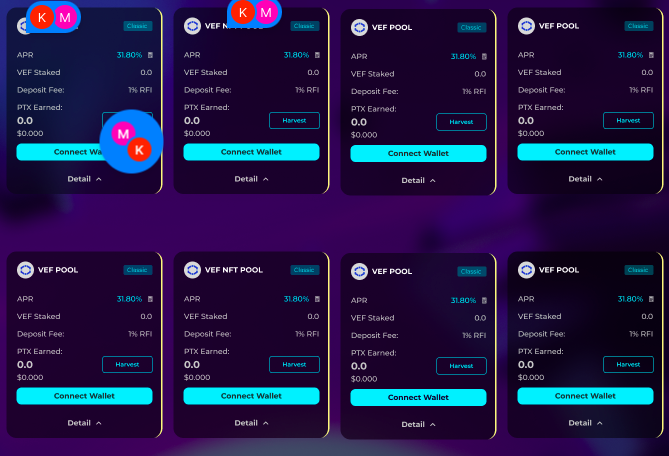 K M
Classic
APR 31.80%
VEF Staked 0.0
Deposit Fee: 1% RFI
PTX Earned:
0.0
$0.000
M
K
Connect
Detail
K M
VEF
Classic
APR 31.80%
VEF Staked 0.0
Deposit Fee: 1% RFI
PTX Earned:
0.0
Harvest
$0.000
Connect Wallet
Detail
VEF POOL Classic
APR 31.80%
VEF Staked 0.0
Deposit Fee: 1% RFI
PTX Earned:
0.0
Harvest
$0.000
Connect Wallet
Detail
VEF POOL Classic
APR 31.80%
VEF Staked 0.0
Deposit Fee: 1% RFI
PTX Earned:
0.0
Harvest
$0.000
Connect Wallet
Detail
VEF POOL Classic
APR 31.80%
VEF Staked 0.0
Deposit Fee: 1% RFI
PTX Earned:
0.0
Harvest
$0.000
Connect Wallet
Detail
VEF NFT POOL Classic
APR 31.80%
VEF Staked 0.0
Deposit Fee: 1% RFI
PTX Earned:
0.0
Harvest
$0.000
Connect Wallet
Detail
VEF POOL Classic
APR 31.80%
VEF Staked 0.0
Deposit Fee: 1% RFI
PTX Earned:
0.0
Harvest
$0.000
Connect Wallet
Detail
VEF POOL Classic
APR 31.80%
VEF Staked 0.0
Deposit Fee: 1% RFI
PTX Earned:
0.0
Harvest
$0.000
Connect Wallet
Detail